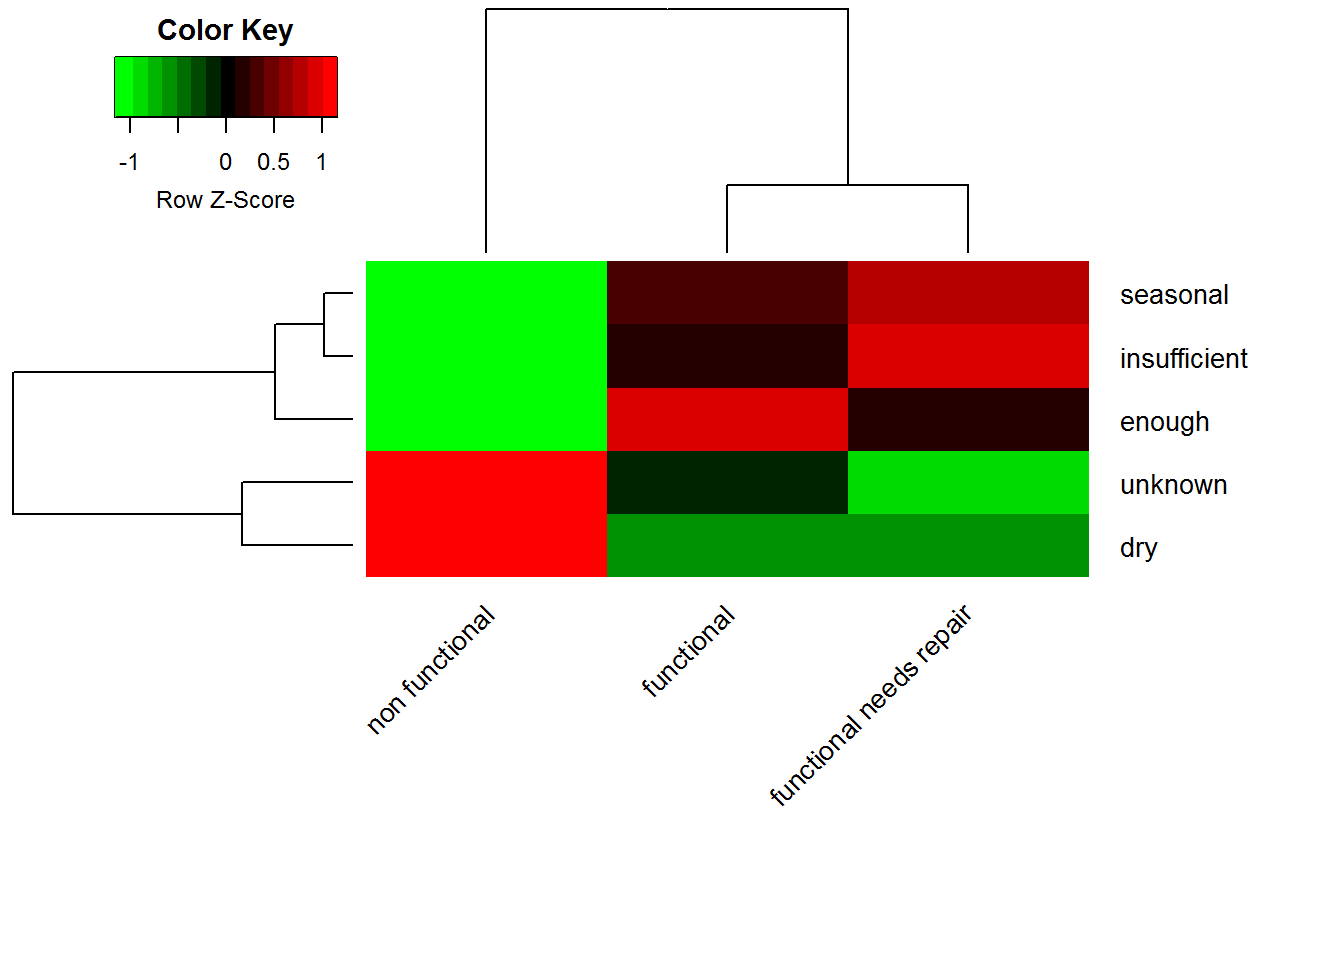 Color Key
-1 0 0.5 1
Row Z-Score
seasonal
insufficient
enough
unknown
dry
non functional
functional
functional needs repair